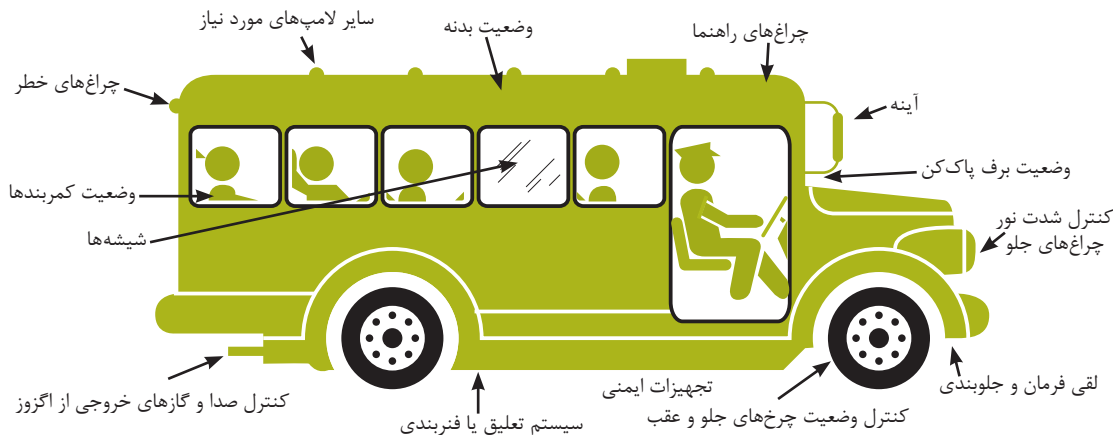 سایر لامپ‌های مورد نیاز
وضعیت بدنه
چراغ‌های راهنما
چراغ‌های خطر
آینه
وضعیت برف پاک‌کن
وضعیت کمربندها
کنترل شدت نور
چراغ‌های جلو
شیشه‌ها
لقی فرمان و جلوبندی
تجهیزات ایمنی
کنترل وضعیت چرخ‌های جلو و عقب
سیستم تعلیق یا فنربندی
کنترل صدا و گازهای خروجی از اگزوز